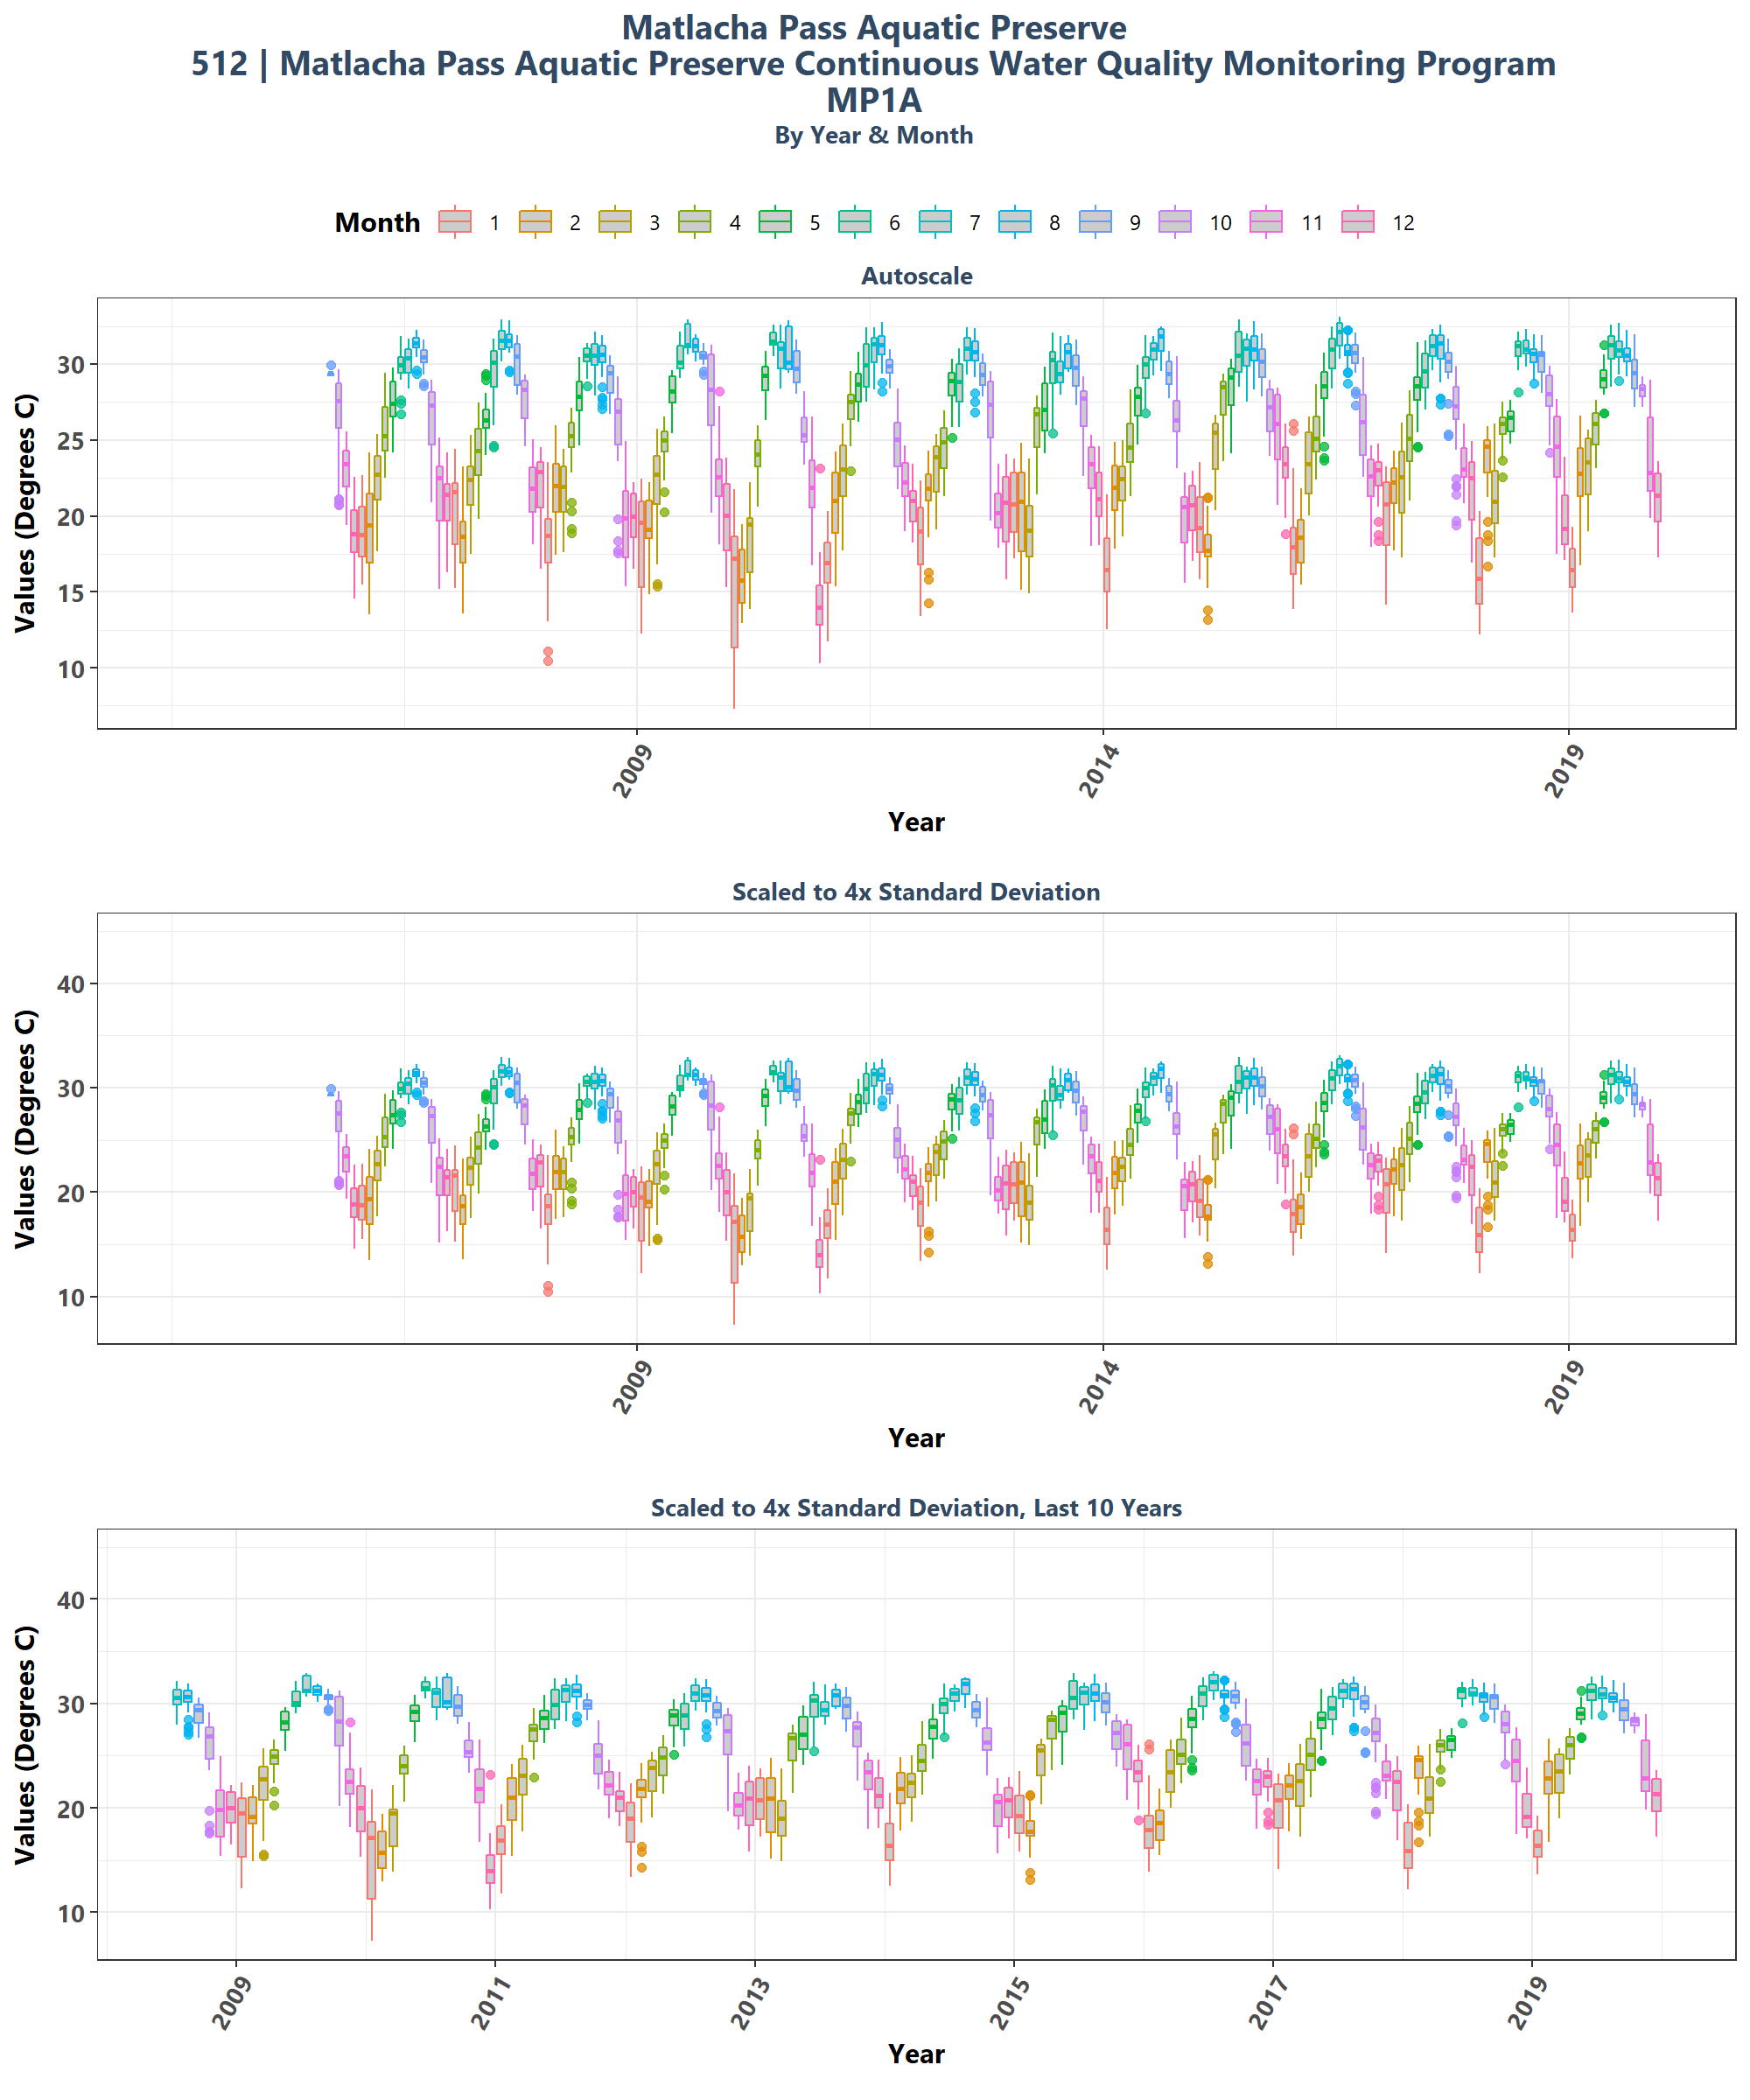 Matlacha Pass Aquatic Preserve
512 | Matlacha Pass Aquatic Preserve Continuous Water Quality Monitoring Program
MP1A
By Year & Month
Month 1 2 3 4 5 6 7 8 9 10 11 12
Autoscale
Values (Degrees C)
30
25
20
15
10
2009 2014 2019
Year
Scaled to 4x Standard Deviation
Values (Degrees C)
40
30
20
10
2009 2014 2019
Year
Scaled to 4x Standard Deviation, Last 10 Years
Values (Degrees C)
40
30
20
10
2009 2011 2013 2015 2017 2019
Year